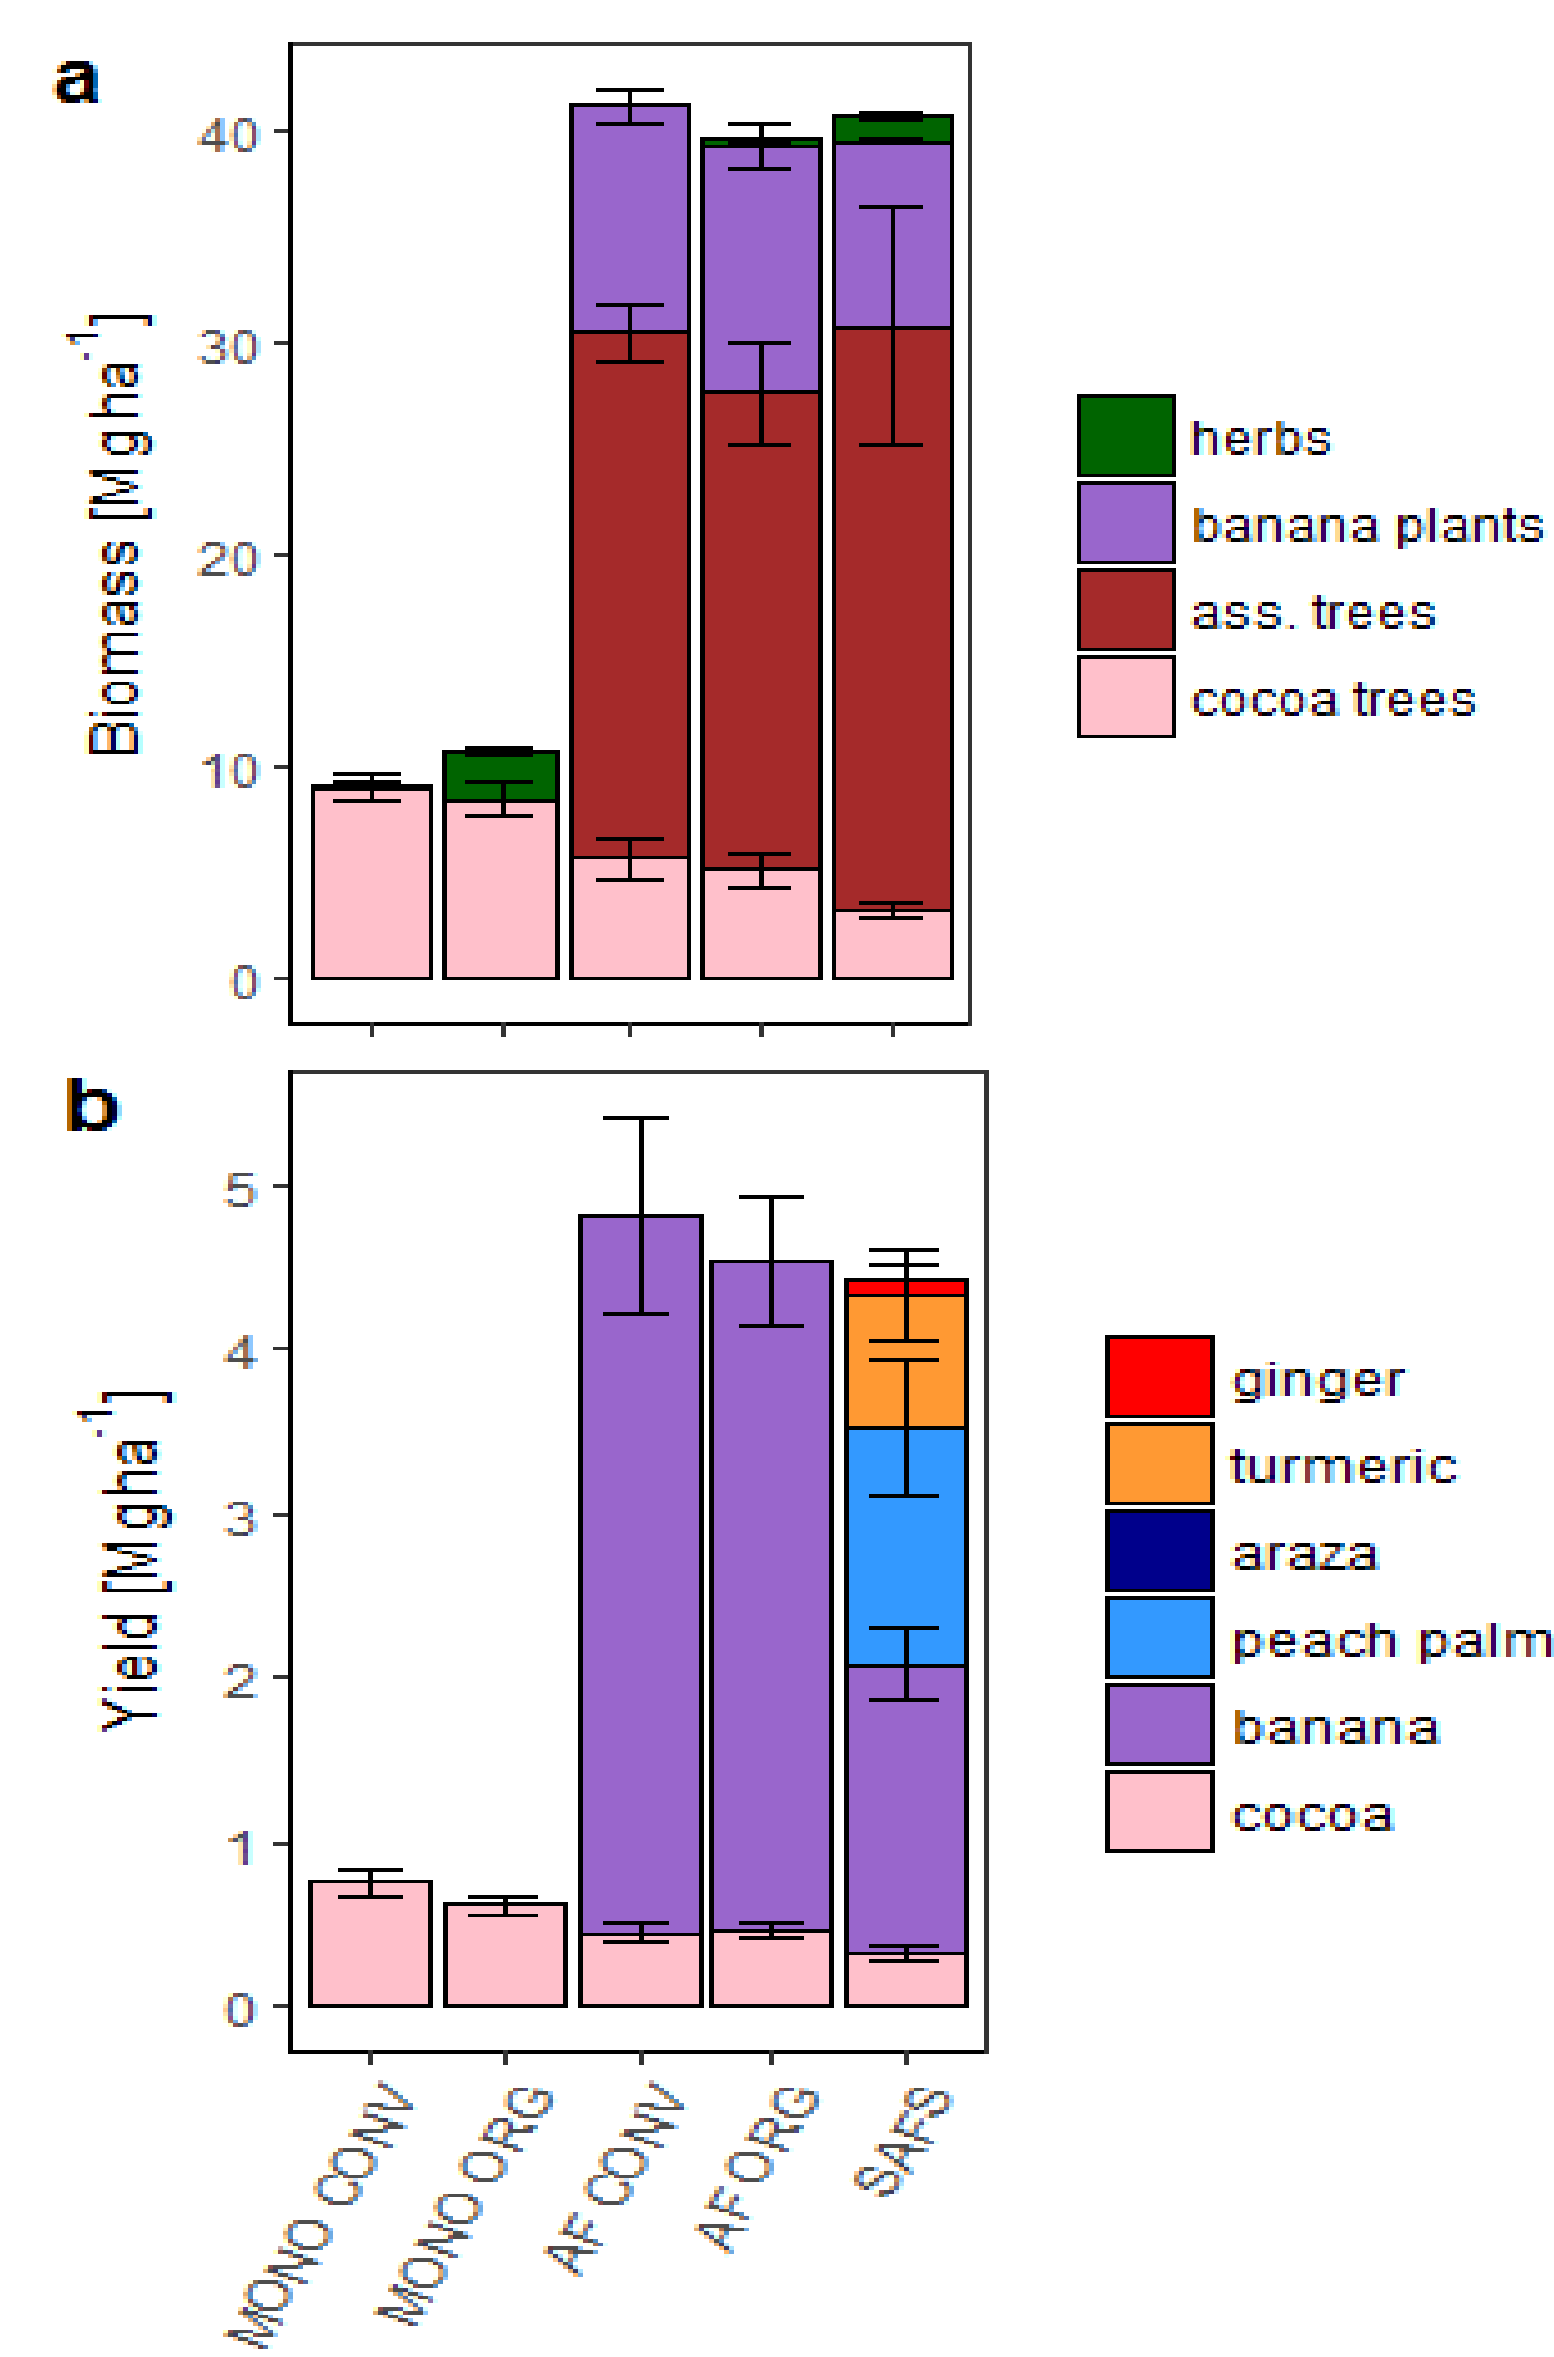 a
40
30
20
10
0
Biomass [Mg ha⁻¹]
herbs
banana plants
ass. trees
cocoa trees
b
5
4
3
2
1
0
Yield [Mg ha⁻¹]
ginger
turmeric
araza
peach palm
banana
cocoa
MONO CONV
MONO ORG
AF CONV
AF ORG
SAFS